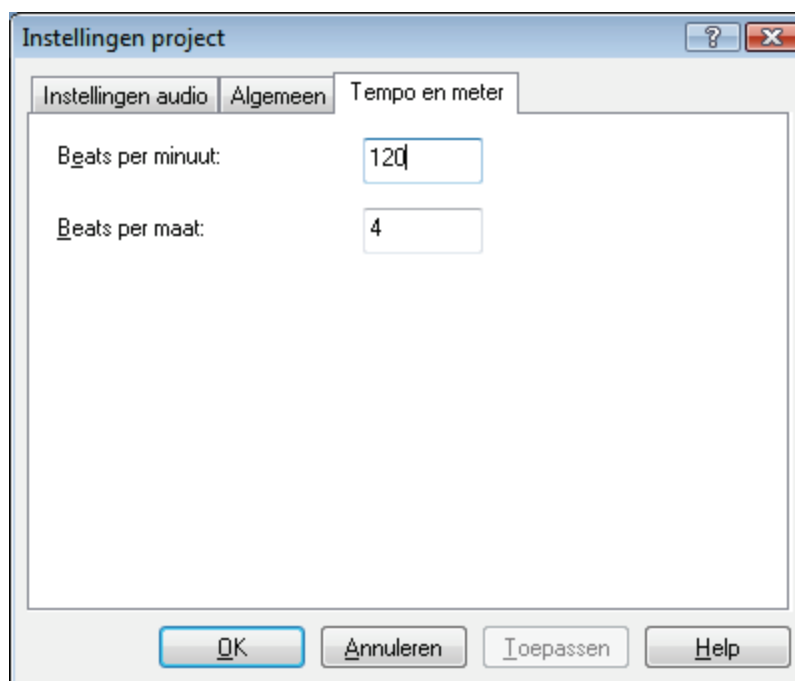 Instellingen project
Instellingen audio Algemeen Tempo en meter
Beats per minuut: 120
Beats per maat: 4
OK Annuleren Toepassen Help